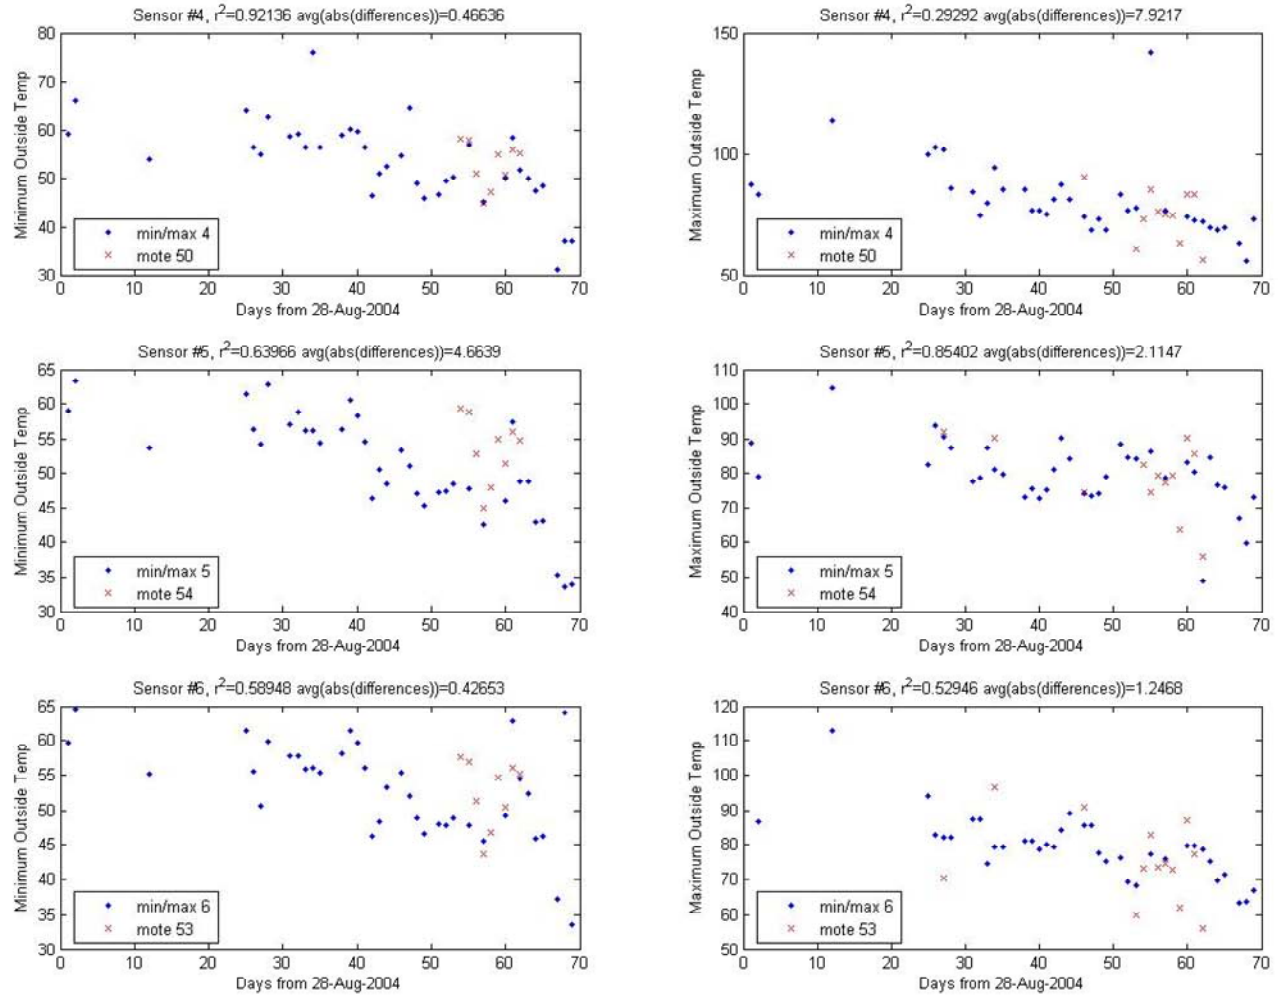 Sensor #4, r²=0.92136 avg(abs(differences))=0.46636
80
70
60
50
40
30
Minimum Outside Temp
min/max 4
mote 50
0 10 20 30 40 50 60 70
Days from 28-Aug-2004
Sensor #4, r²=0.29292 avg(abs(differences))=7.9217
150
100
50
Maximum Outside Temp
min/max 4
mote 50
0 10 20 30 40 50 60 70
Days from 28-Aug-2004
Sensor #5, r²=0.63966 avg(abs(differences))=4.6639
65
60
55
50
45
40
35
30
Minimum Outside Temp
min/max 5
mote 54
0 10 20 30 40 50 60 70
Days from 28-Aug-2004
Sensor #5, r²=0.85402 avg(abs(differences))=2.1147
110
100
90
80
70
60
50
40
Maximum Outside Temp
min/max 5
mote 54
0 10 20 30 40 50 60 70
Days from 28-Aug-2004
Sensor #6, r²=0.58948 avg(abs(differences))=0.42653
65
60
55
50
45
40
35
30
Minimum Outside Temp
min/max 6
mote 53
0 10 20 30 40 50 60 70
Days from 28-Aug-2004
Sensor #6, r²=0.52946 avg(abs(differences))=1.2468
120
110
100
90
80
70
60
50
Maximum Outside Temp
min/max 6
mote 53
0 10 20 30 40 50 60 70
Days from 28-Aug-2004